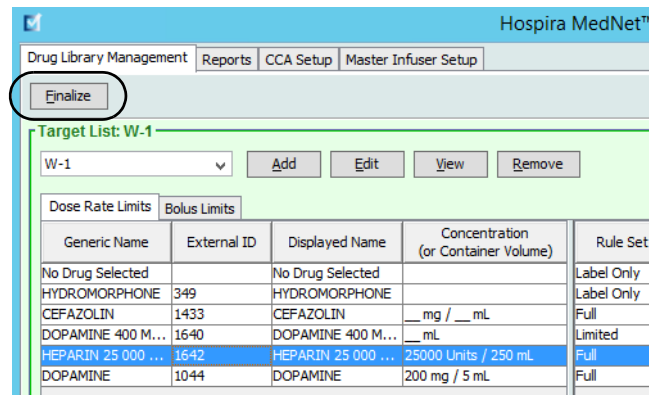 Hospira MedNet™
Drug Library Management Reports CCA Setup Master Infuser Setup
Finalize
Target List: W-1
W-1 Add Edit View Remove
Dose Rate Limits Bolus Limits
Generic Name External ID Displayed Name Concentration (or Container Volume) Rule Set
No Drug Selected No Drug Selected Label Only
HYDROMORPHONE 349 HYDROMORPHONE Label Only
CEFAZOLIN 1433 CEFAZOLIN __ mg / __ mL Full
DOPAMINE 400 M... 1640 DOPAMINE 400 M... __ mL Limited
HEPARIN 25 000 ... 1642 HEPARIN 25 000 ... 25000 Units / 250 mL Full
DOPAMINE 1044 DOPAMINE 200 mg / 5 mL Full